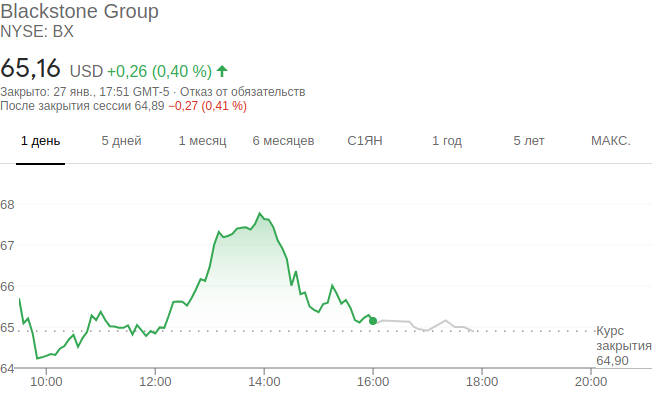 Blackstone Group
NYSE: BX
65,16 USD +0,26 (0,40 %)
Закрыто: 27 янв., 17:51 GMT-5 · Отказ от обязательств
После закрытия сессии 64,89 −0,27 (0,41 %)
1 день 5 дней 1 месяц 6 месяцев С1ЯН 1 год 5 лет МАКС.
68
67
66
65
Курс
закрытия
64,90
64
10:00 12:00 14:00 16:00 18:00 20:00